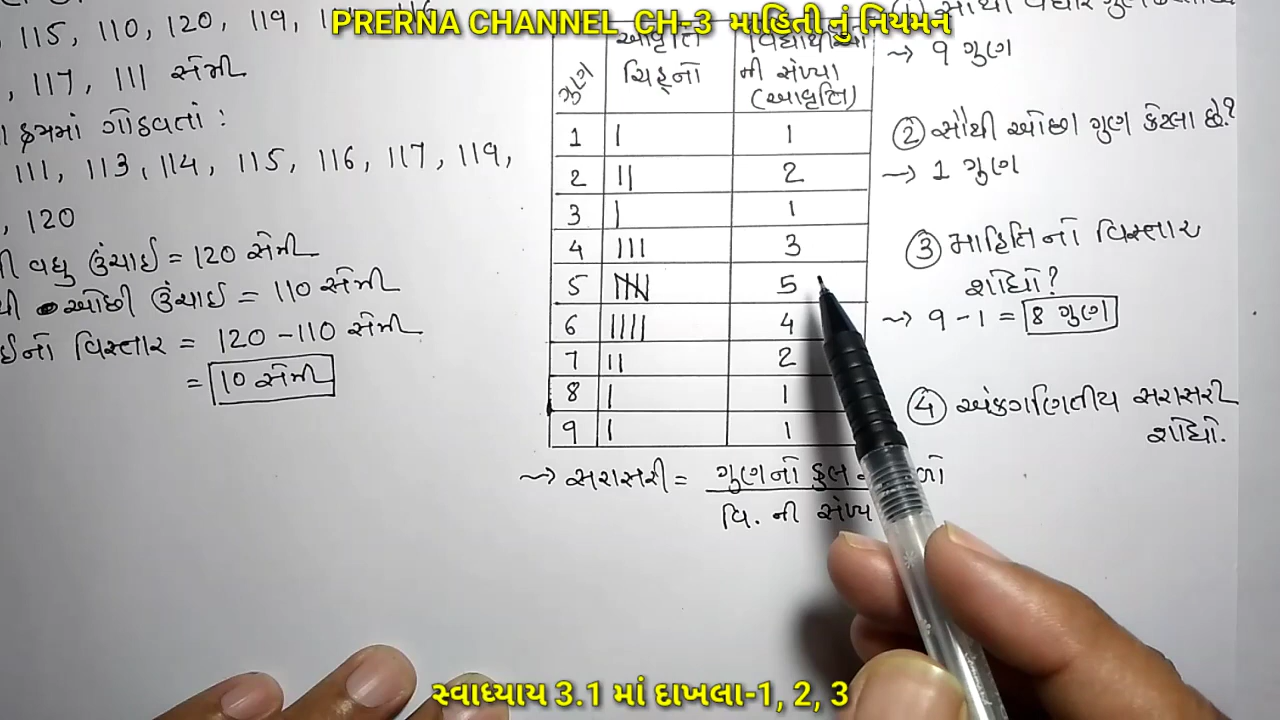 PRERNA CHANNEL CH-3 માહિતી નું નિયમન
, 115, 110, 120, 119,
, 117, 111 સેમી
ક્રમમાં ગોઠવતાં :
111, 113, 114, 115, 116, 117, 119,
, 120
વધુ ઉંચાઈ = 120 સેમી
ઓછી ઉંચાઈ = 110 સેમી
ઈનો વિસ્તાર = 120 - 110 સેમી
= 10 સેમી
ગુણ આવૃત્તિ ચિહ્નો વિદ્યાર્થીઓ ની સંખ્યા (આવૃત્તિ)
1 | 1
2 || 2
3 | 1
4 ||| 3
5 5
6 |||| 4
7 || 2
8 | 1
9 | 1
~> સરાસરી = ગુણનો કુલ
વિ. ની સંખ્યા
~> 9 ગુણ
② સૌથી ઓછા ગુણ કેટલા છે?
~> 1 ગુણ
③ માહિતિનો વિસ્તાર
શોધો?
~> 9 - 1 = 8 ગુણ
④ અંકગણિતીય સરાસરી
શોધો.
સ્વાધ્યાય 3.1 માં દાખલા-1, 2, 3